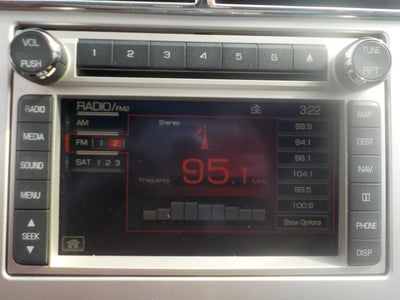 VOL
PUSH
1 2 3 4 5 6
TUNE
RPT
RADIO
MEDIA
SOUND
MENU
SEEK
RADIO/FM2
3:22
AM
FM 1 2
SAT 1 2 3
Stereo
95.1 MHz
Frequency
99.9
94.1
96.1
104.1
99.5
100.9
Show Options
MAP
DEST
NAV
PHONE
DISP